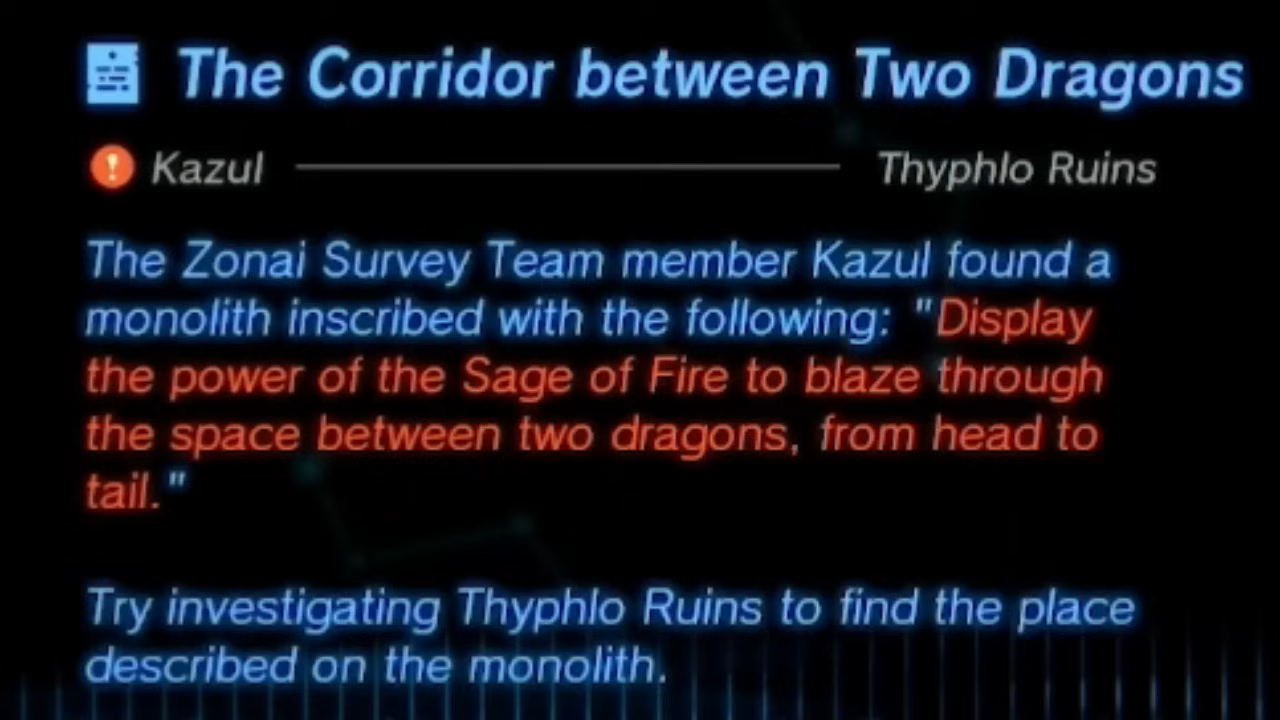 The Corridor between Two Dragons
! Kazul Thyphlo Ruins
The Zonai Survey Team member Kazul found a
monolith inscribed with the following: "Display
the power of the Sage of Fire to blaze through
the space between two dragons, from head to
tail."
Try investigating Thyphlo Ruins to find the place
described on the monolith.